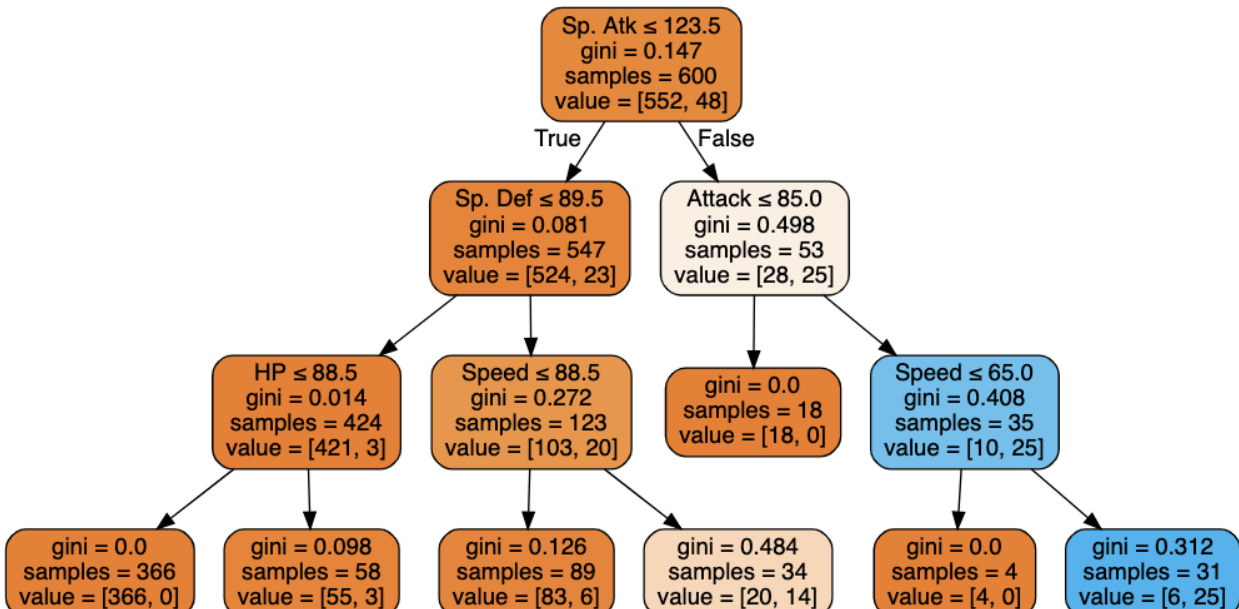 Sp. Atk ≤ 123.5
gini = 0.147
samples = 600
value = [552, 48]
True
False
Sp. Def ≤ 89.5
gini = 0.081
samples = 547
value = [524, 23]
Attack ≤ 85.0
gini = 0.498
samples = 53
value = [28, 25]
HP ≤ 88.5
gini = 0.014
samples = 424
value = [421, 3]
Speed ≤ 88.5
gini = 0.272
samples = 123
value = [103, 20]
gini = 0.0
samples = 18
value = [18, 0]
Speed ≤ 65.0
gini = 0.408
samples = 35
value = [10, 25]
gini = 0.0
samples = 366
value = [366, 0]
gini = 0.098
samples = 58
value = [55, 3]
gini = 0.126
samples = 89
value = [83, 6]
gini = 0.484
samples = 34
value = [20, 14]
gini = 0.0
samples = 4
value = [4, 0]
gini = 0.312
samples = 31
value = [6, 25]